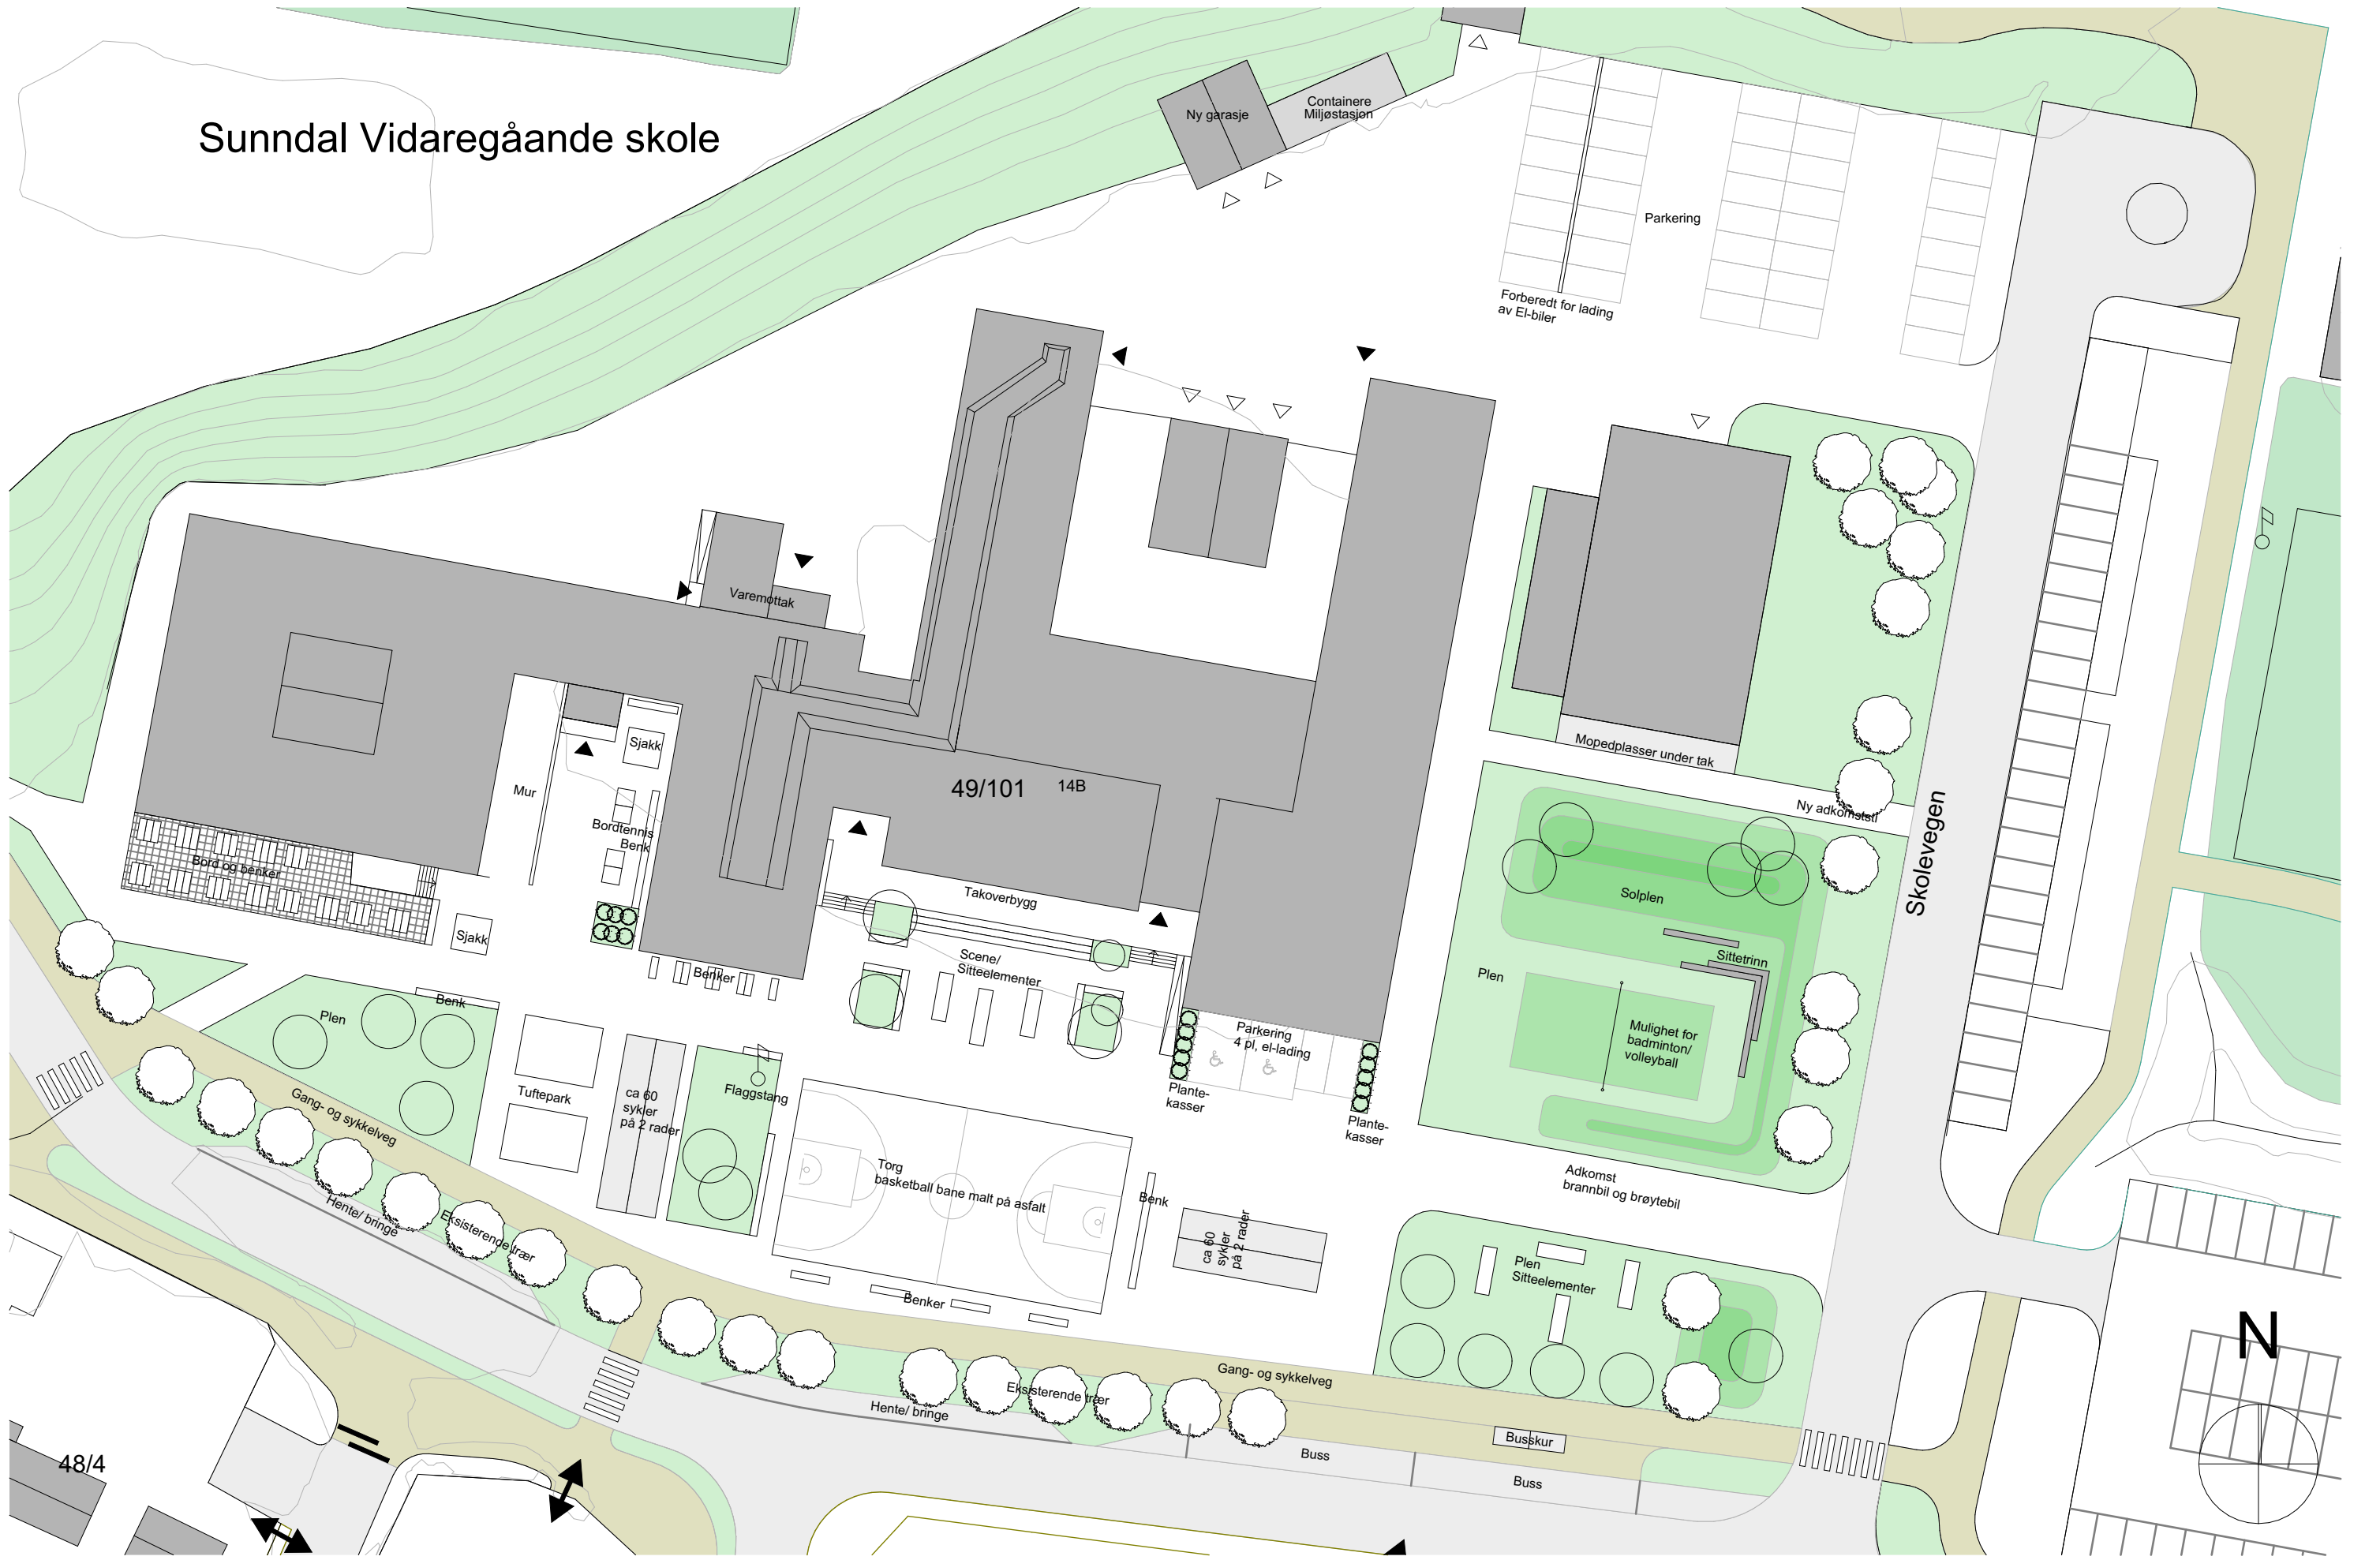 Sunndal Vidaregåande skole
Ny garasje
Containere
Miljøstasjon
Parkering
Forberedt for lading
av El-biler
Varemottak
Sjakk
Mur
Bordtennis
Benk
Bord og benker
Sjakk
49/101
14B
Takoverbygg
Mopedplasser under tak
Ny adkomststi
Skolevegen
Solplen
Sittetrinn
Plen
Mulighet for
badminton/
volleyball
Scene/
Sitteelementer
Benker
Benk
Plen
Parkering
4 pl, el-lading
Plante-
kasser
Plante-
kasser
Tuftepark
ca 60
sykler
på 2 rader
Flaggstang
Gang- og sykkelveg
Torg
basketball bane malt på asfalt
Benk
ca 60
sykler
på 2 rader
Adkomst
brannbil og brøytebil
Hente/ bringe
Eksisterende trær
Benker
Plen
Sitteelementer
Gang- og sykkelveg
Eksisterende trær
Hente/ bringe
Busskur
Buss
Buss
N
48/4